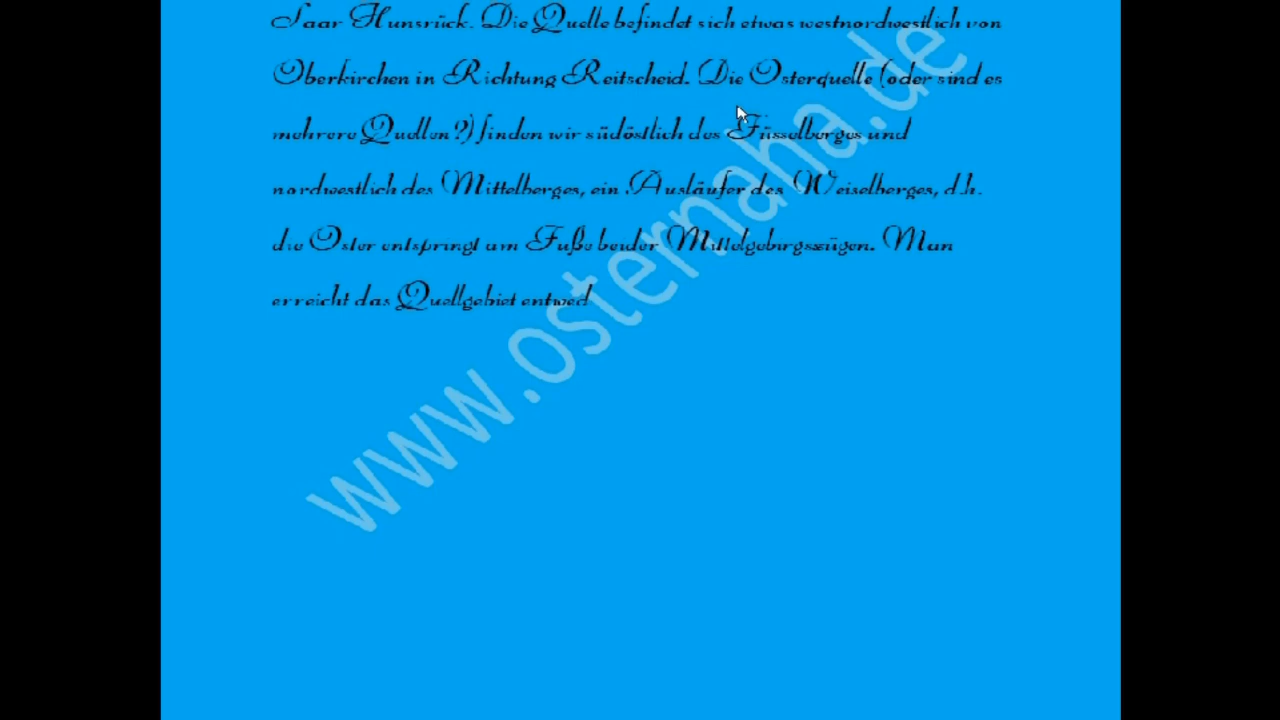 Saar Hunsrück. Die Quelle befindet sich etwas westnordwestlich von
Oberkirchen in Richtung Reitscheid. Die Osterquelle (oder sind es
mehrere Quellen?) finden wir südöstlich des Füsselberges und
nordwestlich des Mittelberges, ein Ausläufer des Weiselberges, d.h.
die Oster entspringt am Fuße beider Mittelgebirgszügen. Man
erreicht das Quellgebiet entwed
www.osternaha.de